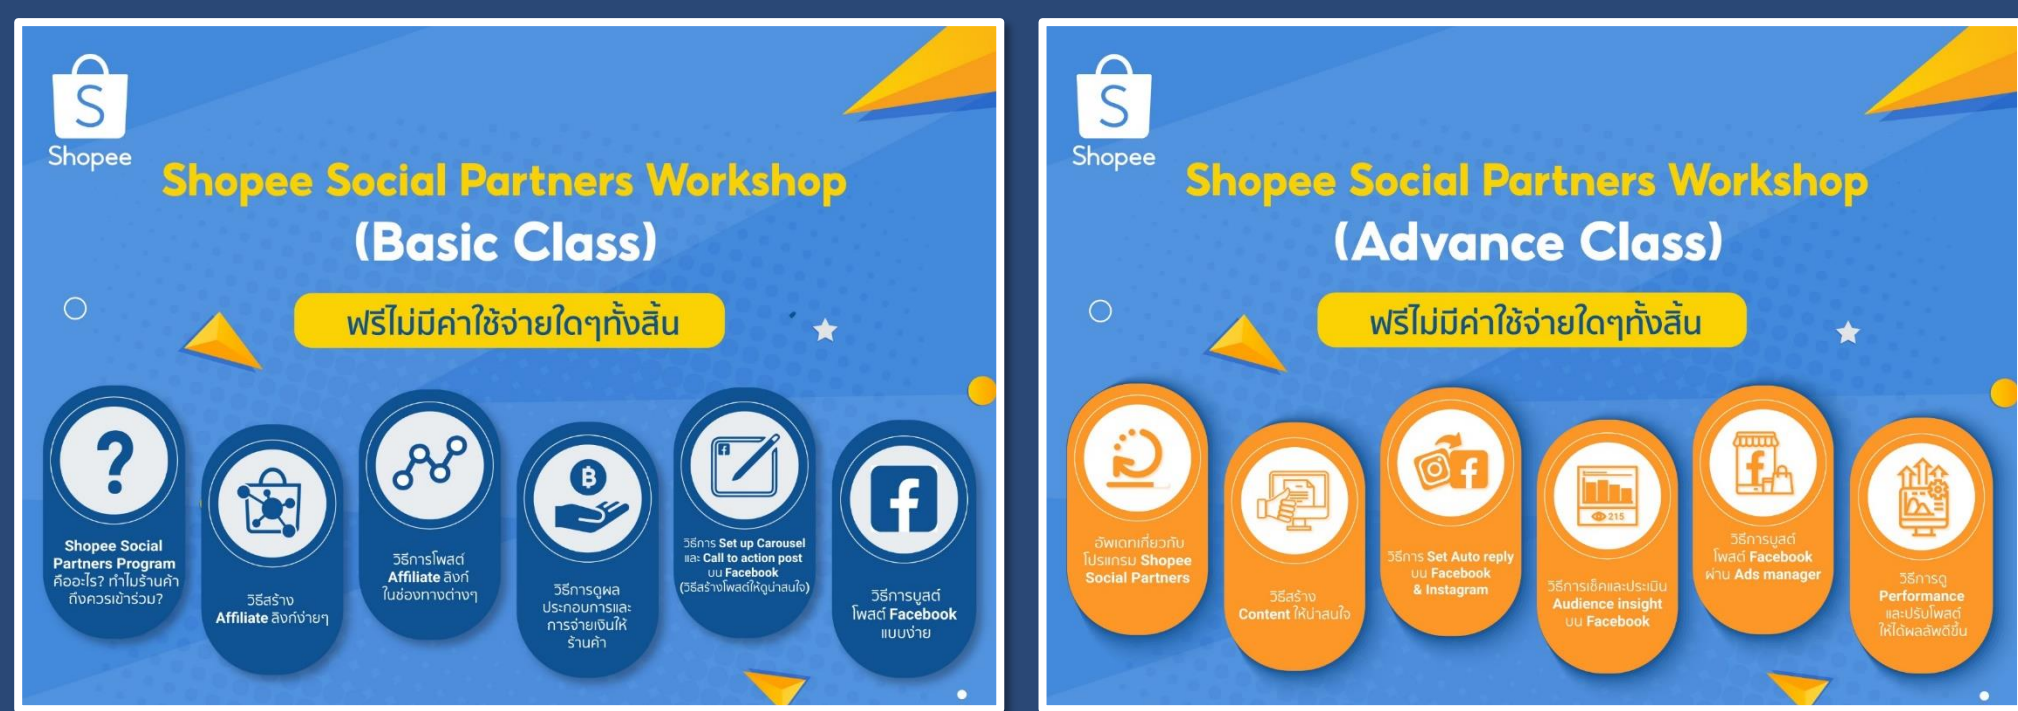 S
Shopee
Shopee Social Partners Workshop
(Basic Class)
ฟรีไม่มีค่าใช้จ่ายใดๆทั้งสิ้น
Shopee Social
Partners Program
คืออะไร? ทำไมร้านค้า
ถึงควรเข้าร่วม?
วิธีสร้าง
Affiliate ลิงก์ง่ายๆ
วิธีการโพสต์
Affiliate ลิงก์
ในช่องทางต่างๆ
วิธีการดูผล
ประกอบการและ
การจ่ายเงินให้
ร้านค้า
วิธีการ Set up Carousel
และ Call to action post
บน Facebook
(วิธีสร้างโพสต์ให้ดูน่าสนใจ)
วิธีการบูสต์
โพสต์ Facebook
แบบง่าย
S
Shopee
Shopee Social Partners Workshop
(Advance Class)
ฟรีไม่มีค่าใช้จ่ายใดๆทั้งสิ้น
อัพเดทเกี่ยวกับ
โปรแกรม Shopee
Social Partners
วิธีสร้าง
Content ให้น่าสนใจ
วิธีการ Set Auto reply
บน Facebook
& Instagram
215
วิธีการเช็คและประเมิน
Audience insight
บน Facebook
วิธีการบูสต์
โพสต์ Facebook
ผ่าน Ads manager
วิธีการดู
Performance
และปรับโพสต์
ให้ได้ผลลัพดีขึ้น